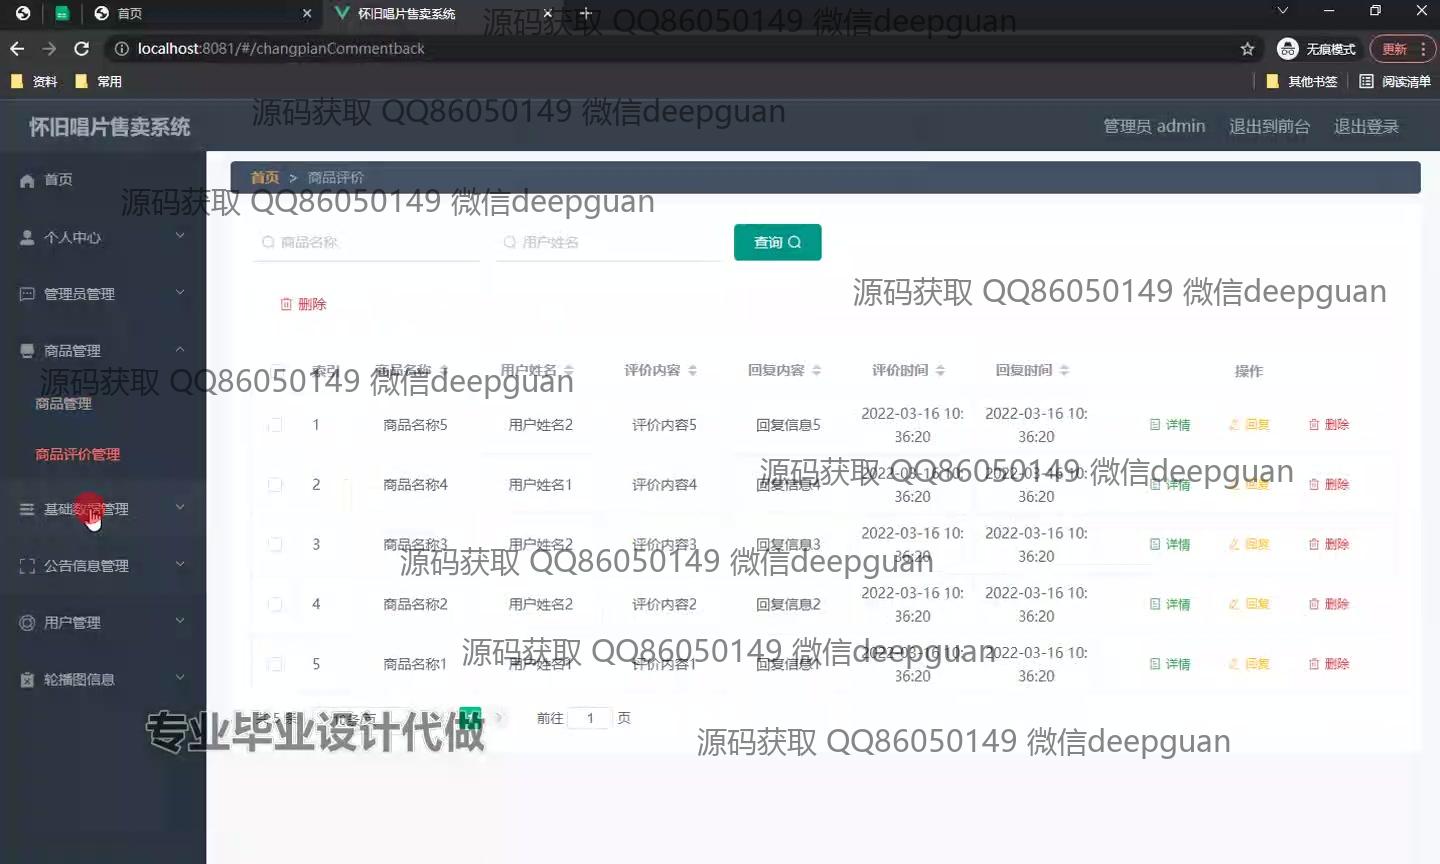 首页
怀旧唱片售卖系统
源码获取 QQ86050149 微信deepguan
localhost:8081/#/changpianCommentback
无痕模式
更新
资料
常用
其他书签
阅读清单
怀旧唱片售卖系统
源码获取 QQ86050149 微信deepguan
管理员 admin
退出到前台
退出登录
首页
首页 > 商品评价
源码获取 QQ86050149 微信deepguan
个人中心
商品名称
用户姓名
查询
管理员管理
源码获取 QQ86050149 微信deepguan
删除
商品管理
索引 商品名称 用户姓名 评价内容 回复内容 评价时间 回复时间 操作
源码获取 QQ86050149 微信deepguan
商品管理
1 商品名称5 用户姓名2 评价内容5 回复信息5 2022-03-16 10:36:20 2022-03-16 10:36:20 详情 回复 删除
商品评价管理
源码获取 QQ86050149 微信deepguan
2 商品名称4 用户姓名1 评价内容4 回复信息4 2022-03-16 10:36:20 2022-03-16 10:36:20 详情 回复 删除
基础数据管理
3 商品名称3 用户姓名2 评价内容3 回复信息3 2022-03-16 10:36:20 2022-03-16 10:36:20 详情 回复 删除
源码获取 QQ86050149 微信deepguan
公告信息管理
4 商品名称2 用户姓名2 评价内容2 回复信息2 2022-03-16 10:36:20 2022-03-16 10:36:20 详情 回复 删除
用户管理
源码获取 QQ86050149 微信deepguan
5 商品名称1 用户姓名1 评价内容1 回复信息1 2022-03-16 10:36:20 2022-03-16 10:36:20 详情 回复 删除
轮播图信息
专业毕业设计代做
前往 1 页
源码获取 QQ86050149 微信deepguan